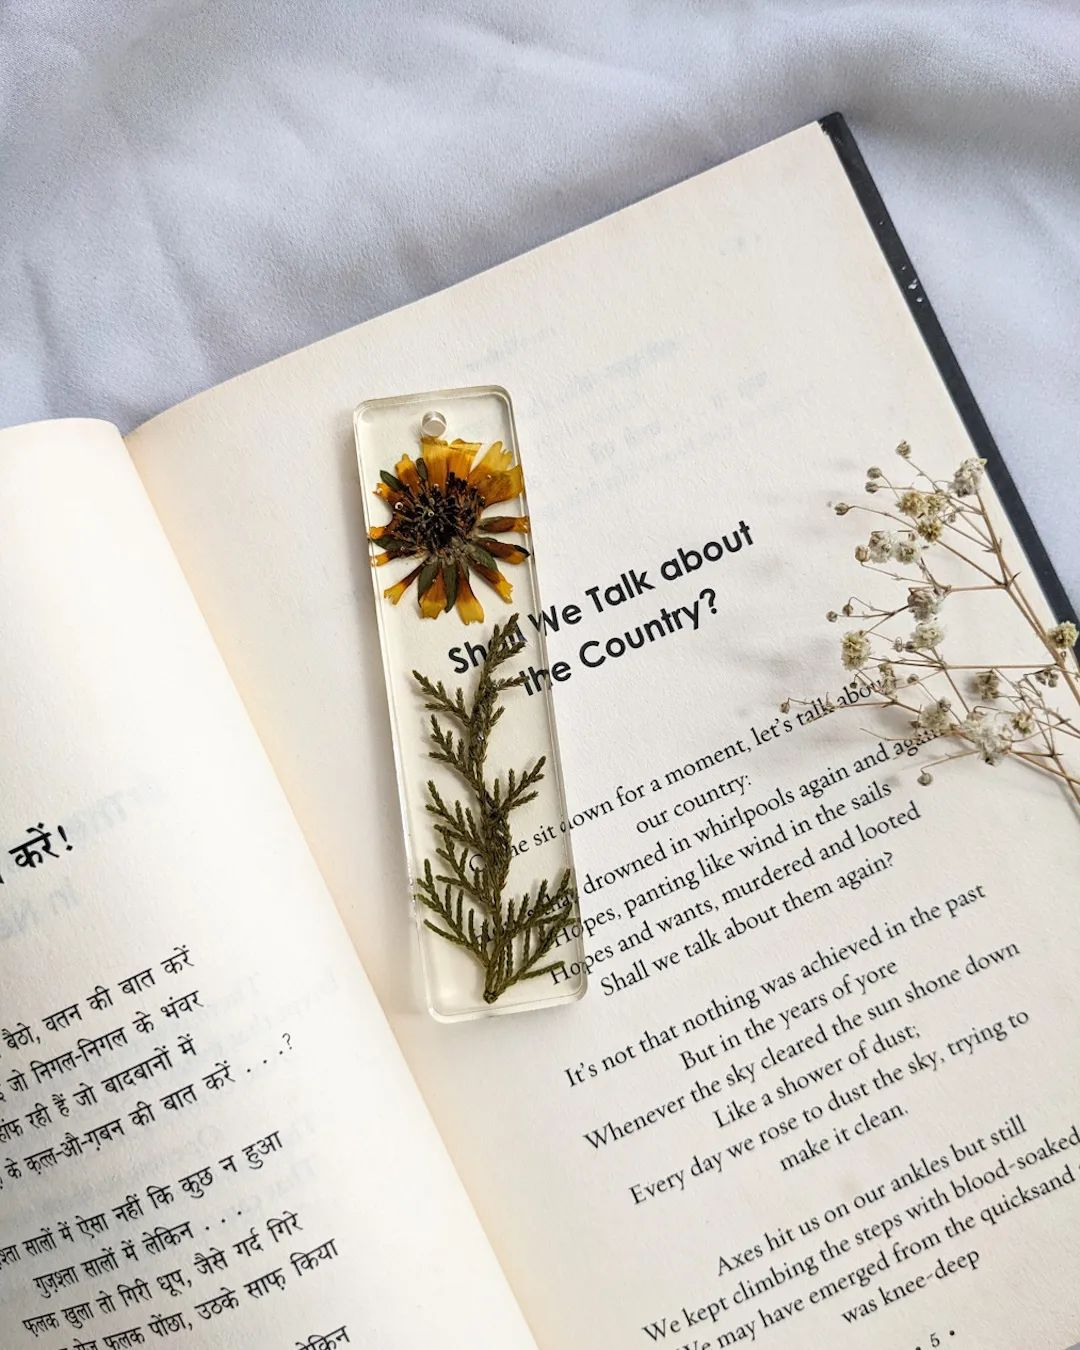 करें!
बैठो, वतन की बात करें
जो निगल-निगल के भंवर
हांफ रही हैं जो बादबानों में
के क़त्ल-औ-ग़बन की बात करें . . . .?
सालों में ऐसा नहीं कि कुछ न हुआ
गुज़श्ता सालों में लेकिन . . .
फ़लक खुला तो गिरी धूप, जैसे गर्द गिरे
फ़लक पोंछा, उठके साफ़ किया
लेकिन
Shall We Talk about
the Country?
sit down for a moment, let's talk about
our country:
drowned in whirlpools again and again
Hopes, panting like wind in the sails
Hopes and wants, murdered and looted
Shall we talk about them again?
It's not that nothing was achieved in the past
But in the years of yore
Whenever the sky cleared the sun shone down
Like a shower of dust;
Every day we rose to dust the sky, trying to
make it clean.
Axes hit us on our ankles but still
We kept climbing the steps with blood-soaked
We may have emerged from the quicksand
was knee-deep
• 5 •